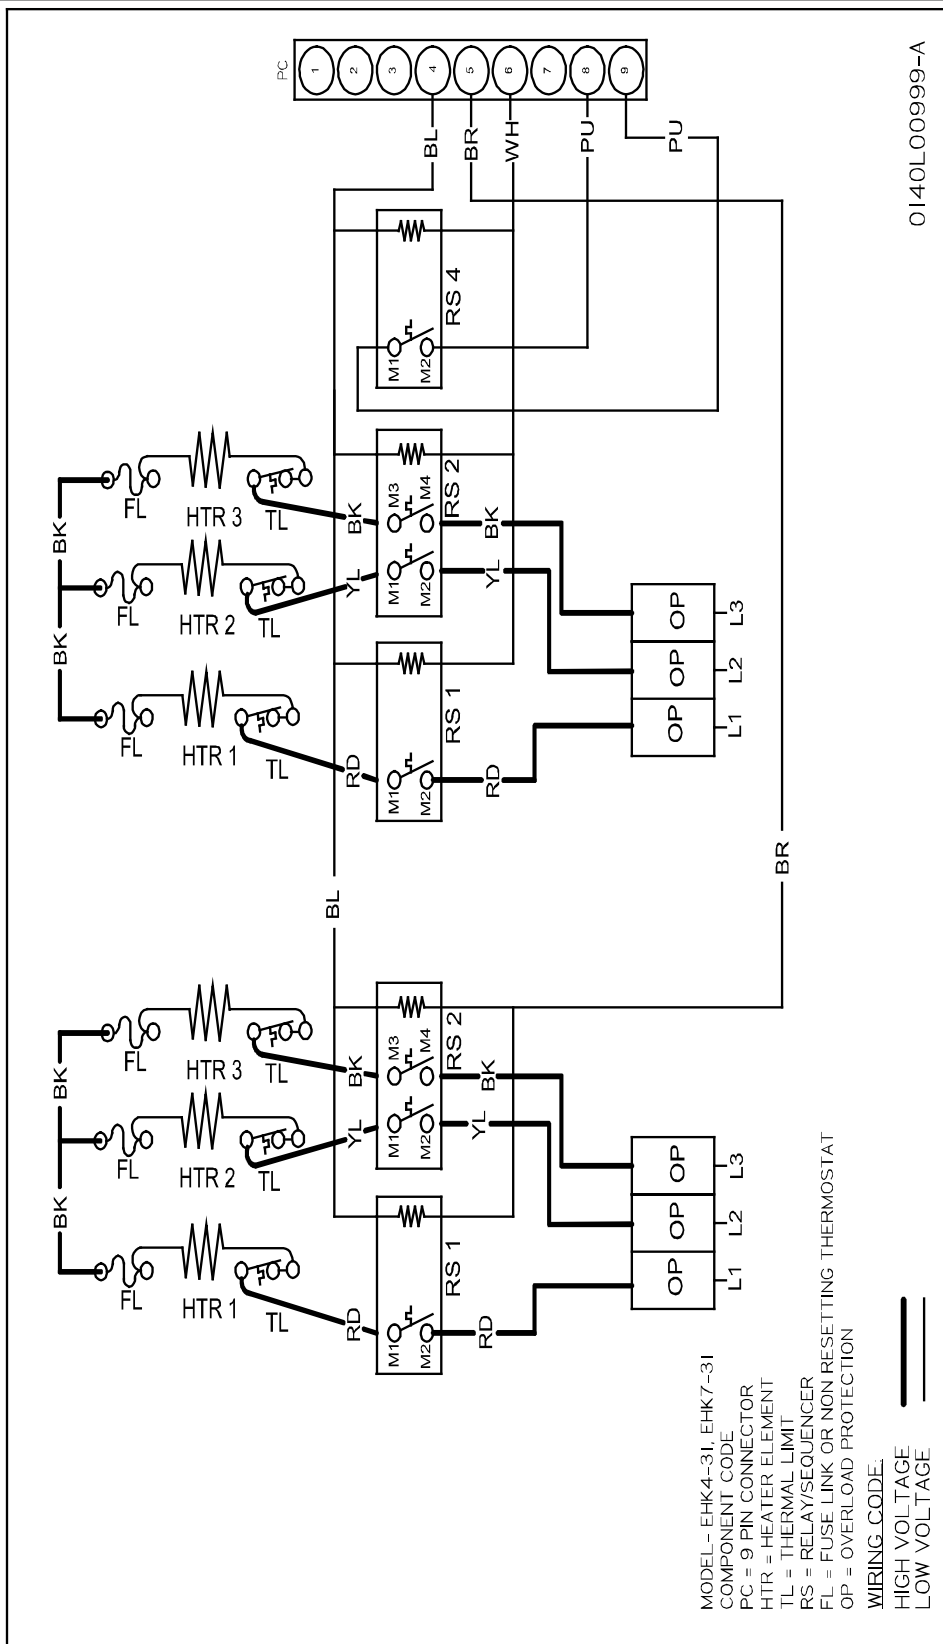 PC
1 2 3 4 5 6 7 8 9
BL
BR
WH
PU
PU
0140L00999-A
RS 4
M1
M2
FL
HTR 3
TL
BK
BK
M3
M4
RS 2
BK
FL
HTR 2
TL
YL
M1
M2
YL
BK
FL
HTR 1
TL
RD
RS 1
M1
M2
RD
OP
L3
OP
L2
OP
L1
BL
BR
FL
HTR 3
TL
BK
BK
M3
M4
RS 2
BK
FL
HTR 2
TL
YL
M1
M2
YL
BK
FL
HTR 1
TL
RD
RS 1
M1
M2
RD
OP
L3
OP
L2
OP
L1
MODEL - EHK4-31, EHK7-31
COMPONENT CODE
PC = 9 PIN CONNECTOR
HTR = HEATER ELEMENT
TL = THERMAL LIMIT
RS = RELAY/SEQUENCER
FL = FUSE LINK OR NON RESETTING THERMOSTAT
OP = OVERLOAD PROTECTION
WIRING CODE:
HIGH VOLTAGE
LOW VOLTAGE